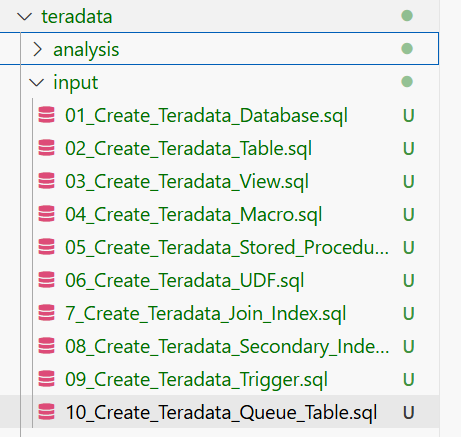 teradata
analysis
input
01_Create_Teradata_Database.sql U
02_Create_Teradata_Table.sql U
03_Create_Teradata_View.sql U
04_Create_Teradata_Macro.sql U
05_Create_Teradata_Stored_Procedu... U
06_Create_Teradata_UDF.sql U
7_Create_Teradata_Join_Index.sql U
08_Create_Teradata_Secondary_Inde... U
09_Create_Teradata_Trigger.sql U
10_Create_Teradata_Queue_Table.sql U